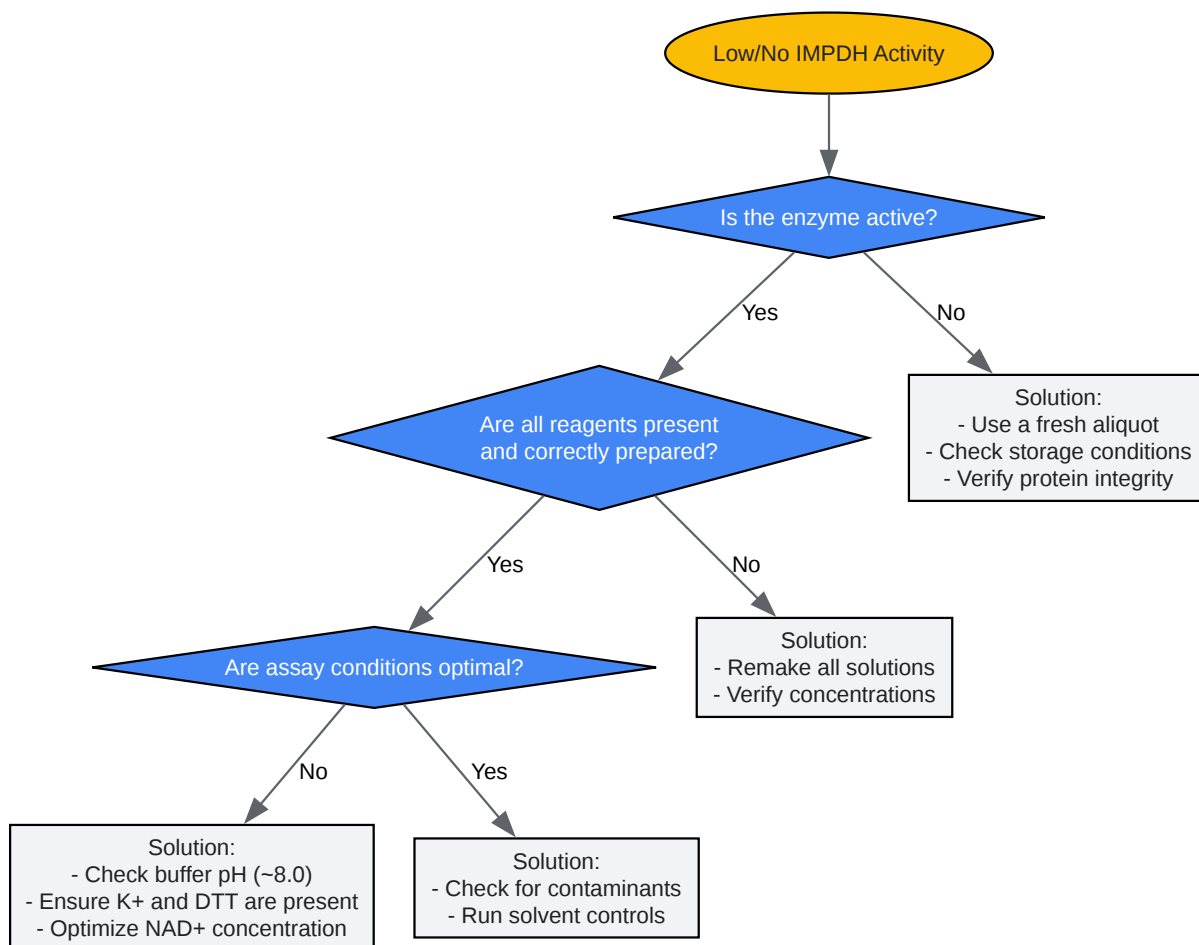 Low/No IMPDH Activity
Is the enzyme active?
Yes
No
Are all reagents present
and correctly prepared?
Solution:
- Use a fresh aliquot
- Check storage conditions
- Verify protein integrity
Yes
No
Are assay conditions optimal?
Solution:
- Remake all solutions
- Verify concentrations
No
Yes
Solution:
- Check buffer pH (~8.0)
- Ensure K+ and DTT are present
- Optimize NAD+ concentration
Solution:
- Check for contaminants
- Run solvent controls